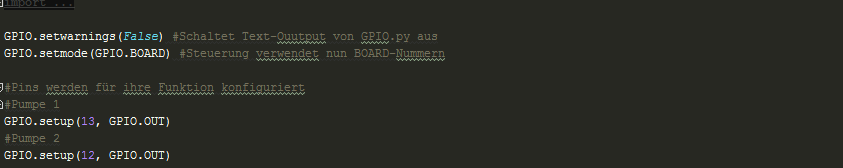 import ...
GPIO.setwarnings(False) #Schaltet Text-Ouutput von GPIO.py aus
GPIO.setmode(GPIO.BOARD) #Steuerung verwendet nun BOARD-Nummern
#Pins werden für ihre Funktion konfiguriert
#Pumpe 1
GPIO.setup(13, GPIO.OUT)
#Pumpe 2
GPIO.setup(12, GPIO.OUT)